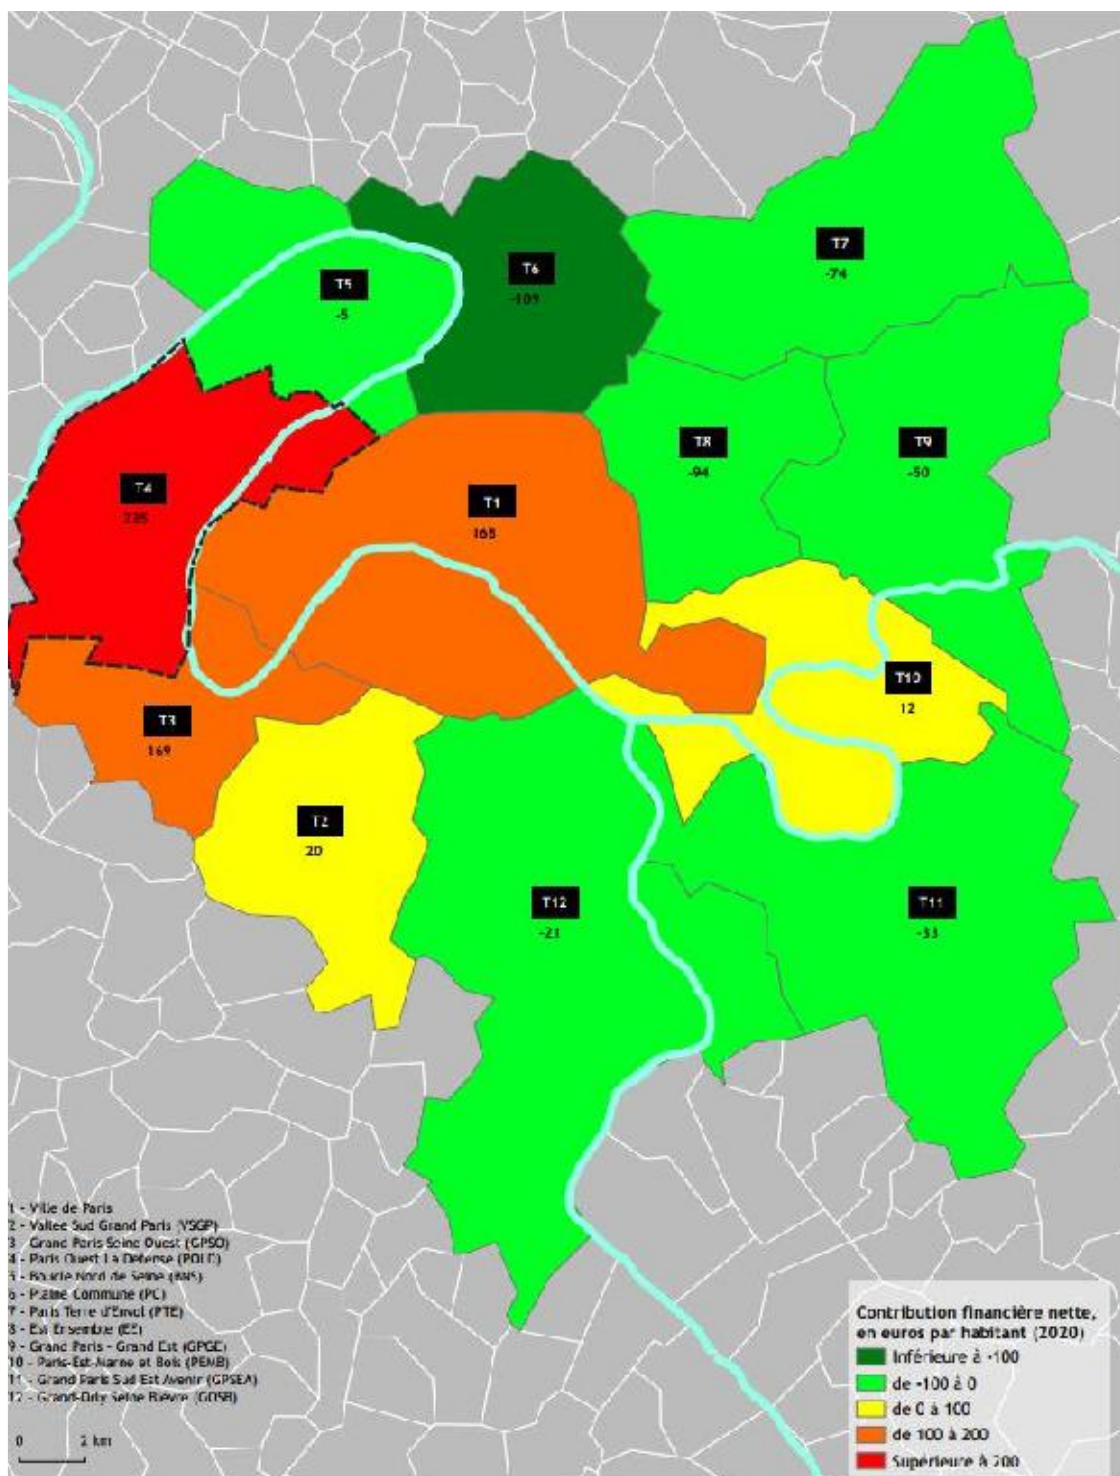 T7
-74
T6
T5
-5
T8
-94
T9
-50
T4
T1
T10
12
T3
169
T2
20
T12
T11
-33
1 - Ville de Paris
2 - Vallée Sud Grand Paris (VSGP)
3 - Grand Paris Seine Ouest (GPSO)
4 - Paris Ouest La Défense (POLD)
5 - Boucle Nord de Seine (BNS)
6 - Plaine Commune (PC)
7 - Paris Terre d'Envol (PTE)
8 - Est Ensemble (EE)
9 - Grand Paris - Grand Est (GPGE)
10 - Paris-Est-Marne et Bois (PEMB)
11 - Grand Paris Sud Est Avenir (GPSEA)
12 - Grand-Orly Seine Bièvre (GOSB)
0 2 km
Contribution financière nette,
en euros par habitant (2020)
Inférieure à -100
de -100 à 0
de 0 à 100
de 100 à 200
Supérieure à 200